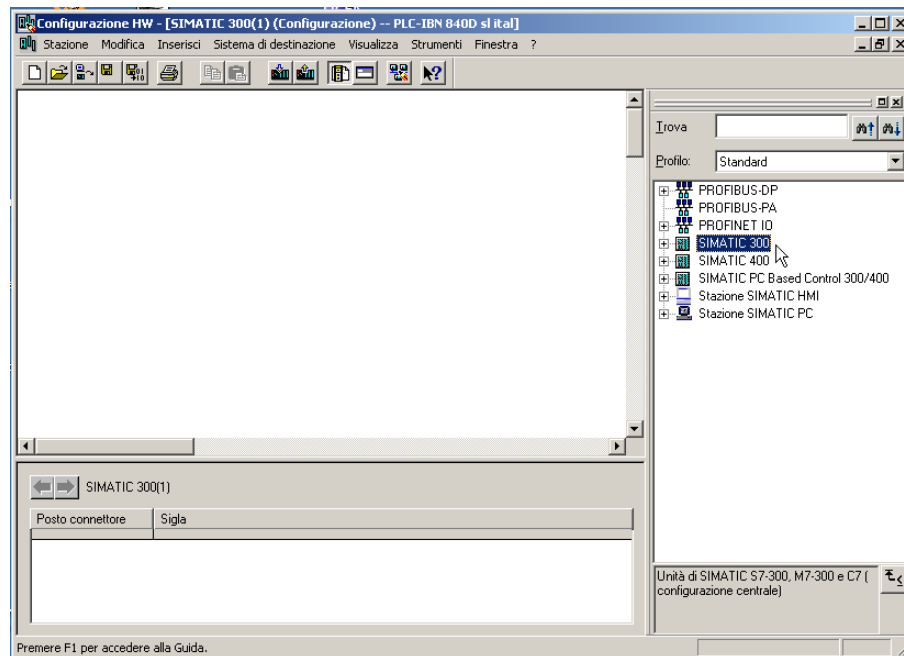 Configurazione HW - [SIMATIC 300(1) (Configurazione) -- PLC-IBN 840D sl ital]
Stazione Modifica Inserisci Sistema di destinazione Visualizza Strumenti Finestra ?
Trova
Profilo: Standard
PROFIBUS-DP
PROFIBUS-PA
PROFINET IO
SIMATIC 300
SIMATIC 400
SIMATIC PC Based Control 300/400
Stazione SIMATIC HMI
Stazione SIMATIC PC
SIMATIC 300(1)
Posto connettore Sigla
Unità di SIMATIC S7-300, M7-300 e C7 (
configurazione centrale)
Premere F1 per accedere alla Guida.